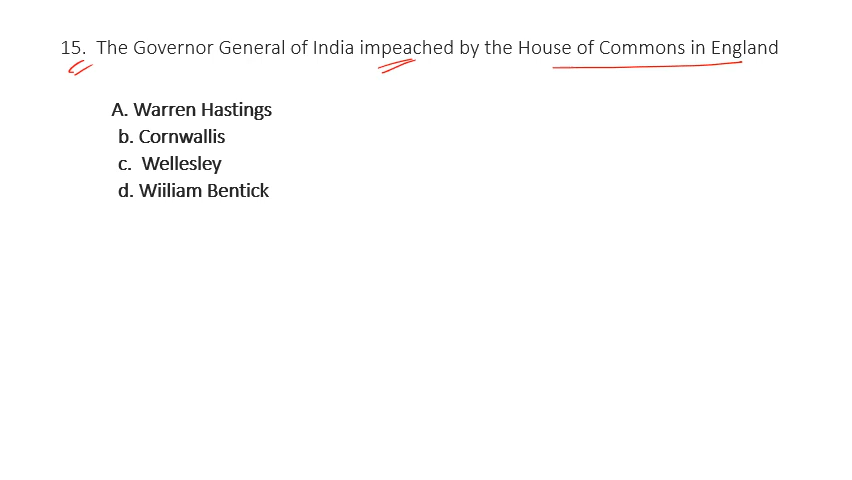 15. The Governor General of India impeached by the House of Commons in England
A. Warren Hastings
b. Cornwallis
c. Wellesley
d. Wiiliam Bentick